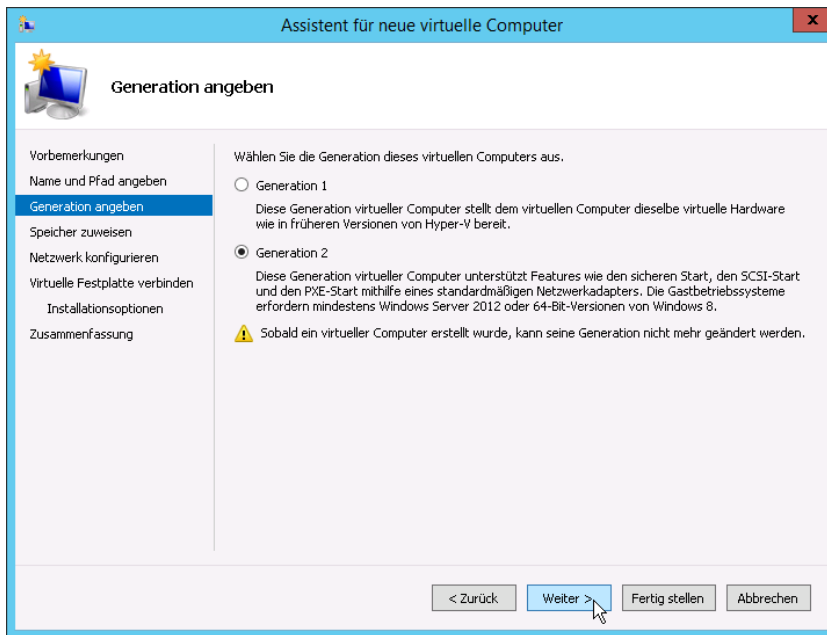 Assistent für neue virtuelle Computer
x
Generation angeben
Vorbemerkungen
Name und Pfad angeben
Generation angeben
Speicher zuweisen
Netzwerk konfigurieren
Virtuelle Festplatte verbinden
Installationsoptionen
Zusammenfassung
Wählen Sie die Generation dieses virtuellen Computers aus.
Generation 1
Diese Generation virtueller Computer stellt dem virtuellen Computer dieselbe virtuelle Hardware
wie in früheren Versionen von Hyper-V bereit.
Generation 2
Diese Generation virtueller Computer unterstützt Features wie den sicheren Start, den SCSI-Start
und den PXE-Start mithilfe eines standardmäßigen Netzwerkadapters. Die Gastbetriebssysteme
erfordern mindestens Windows Server 2012 oder 64-Bit-Versionen von Windows 8.
Sobald ein virtueller Computer erstellt wurde, kann seine Generation nicht mehr geändert werden.
< Zurück
Weiter >
Fertig stellen
Abbrechen